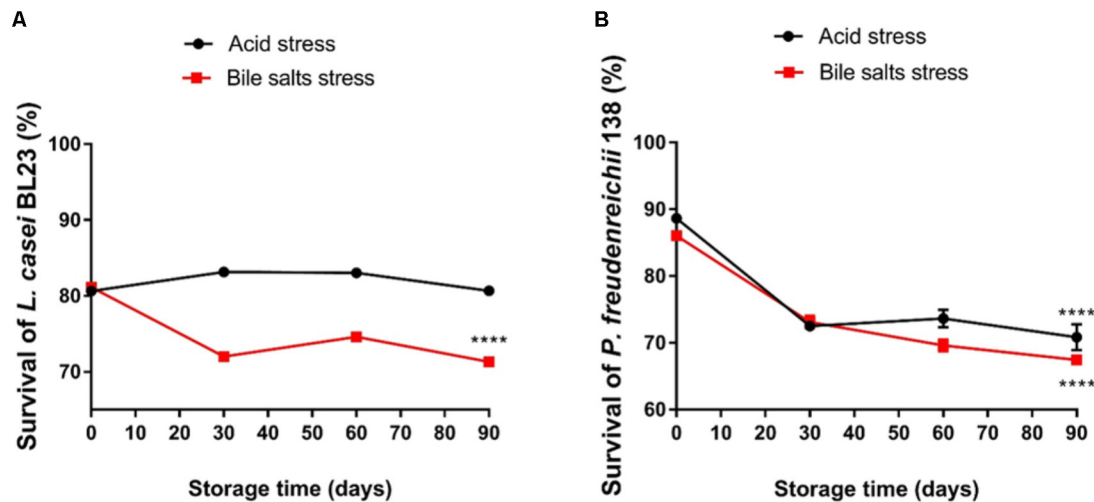 A
Acid stress
Bile salts stress
Survival of L. casei BL23 (%)
100
90
80
70
****
0 10 20 30 40 50 60 70 80 90
Storage time (days)
B
Acid stress
Bile salts stress
Survival of P. freudenreichii 138 (%)
100
90
80
70
60
****
****
0 10 20 30 40 50 60 70 80 90
Storage time (days)